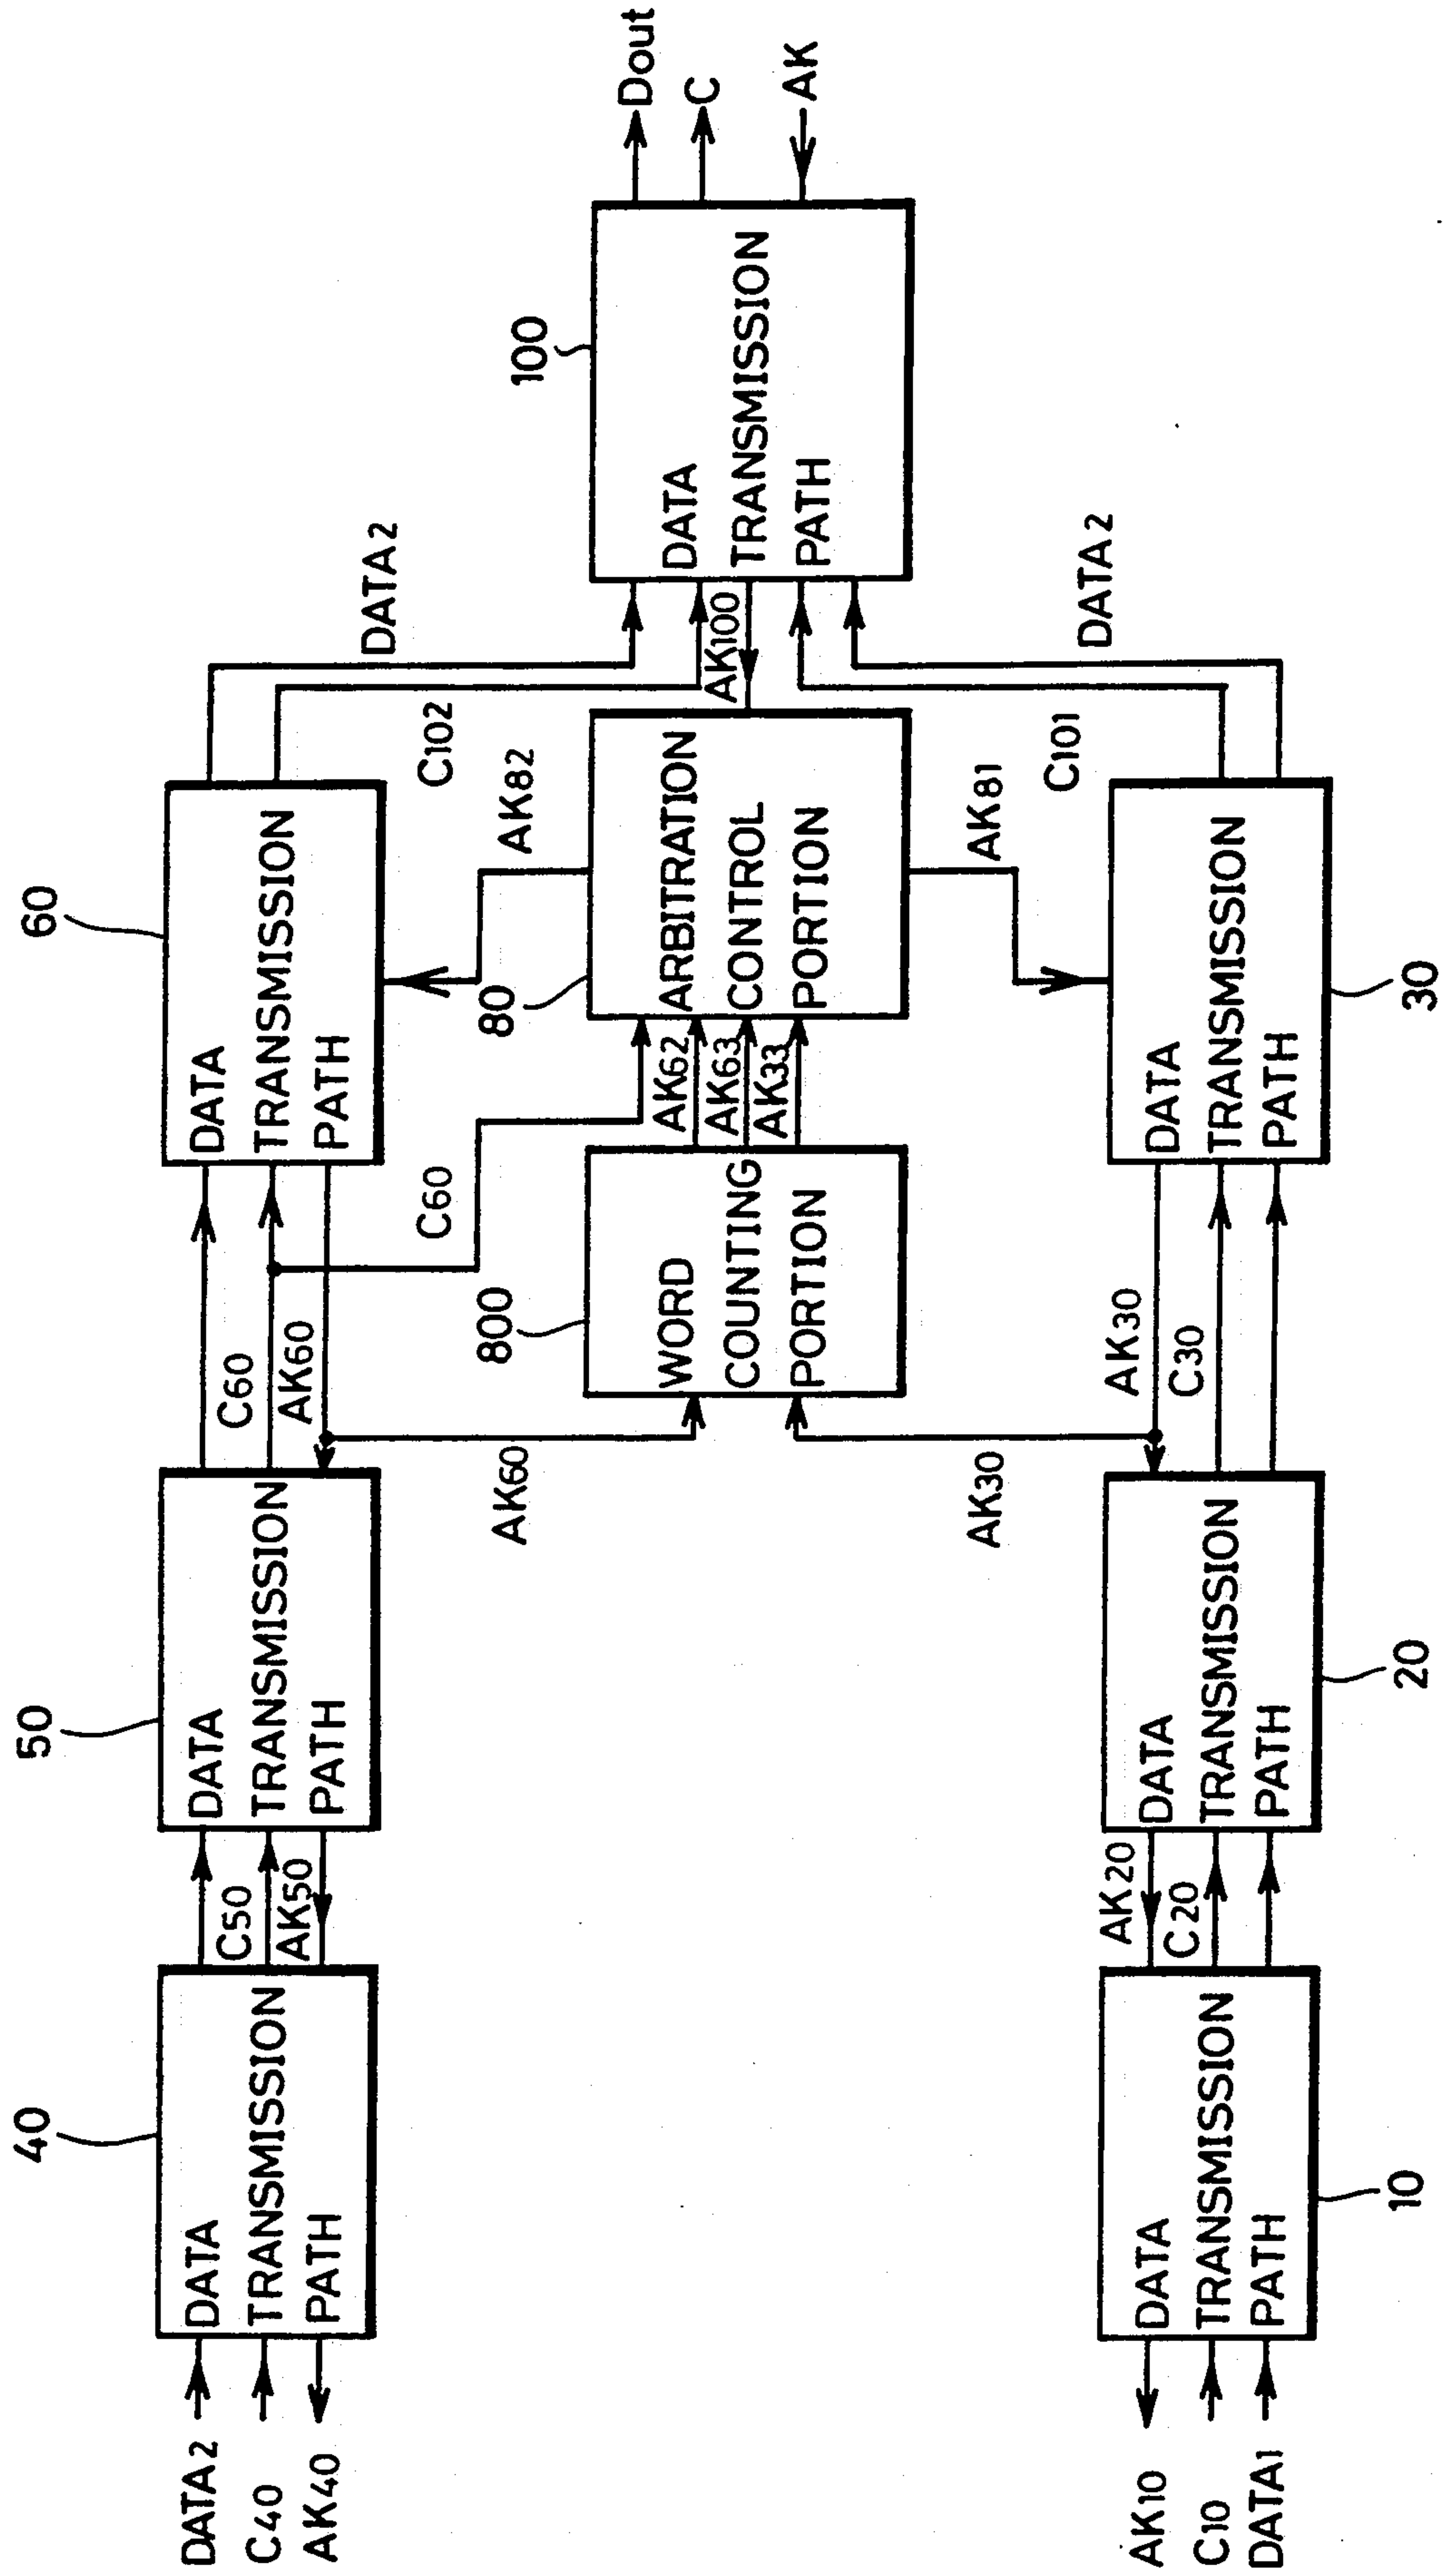 40
DATA
TRANSMISSION
PATH
DATA2
C40
AK40
C50
AK50
50
DATA
TRANSMISSION
PATH
C60
AK60
60
DATA
TRANSMISSION
PATH
DATA2
C102
C60
AK82
AK60
800
WORD
COUNTING
PORTION
AK62
AK63
AK33
80
ARBITRATION
CONTROL
PORTION
AK100
100
DATA
TRANSMISSION
PATH
Dout
C
AK
AK30
AK81
C101
DATA2
AK10
C10
DATA1
DATA
TRANSMISSION
PATH
10
AK20
C20
DATA
TRANSMISSION
PATH
20
AK30
C30
DATA
TRANSMISSION
PATH
30